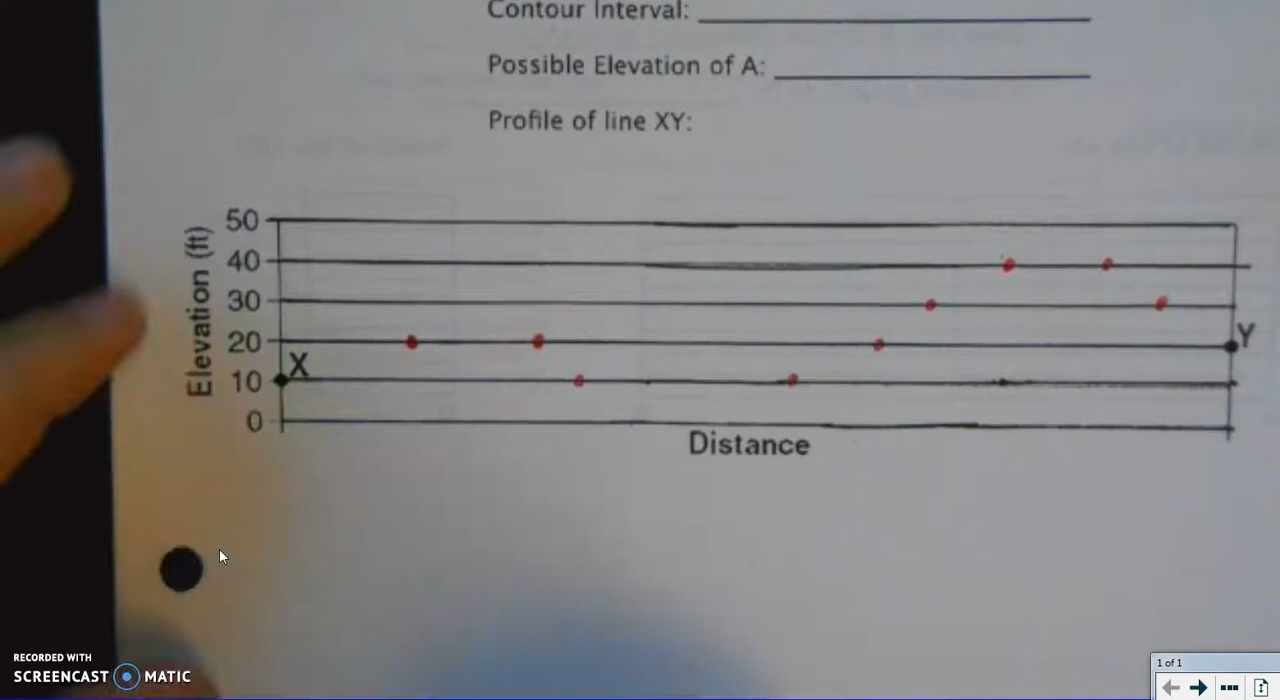 Contour Interval:
Possible Elevation of A:
Profile of line XY:
Elevation (ft)
50
40
30
20
10
0
X
Y
Distance
RECORDED WITH
SCREENCAST MATIC
1 of 1